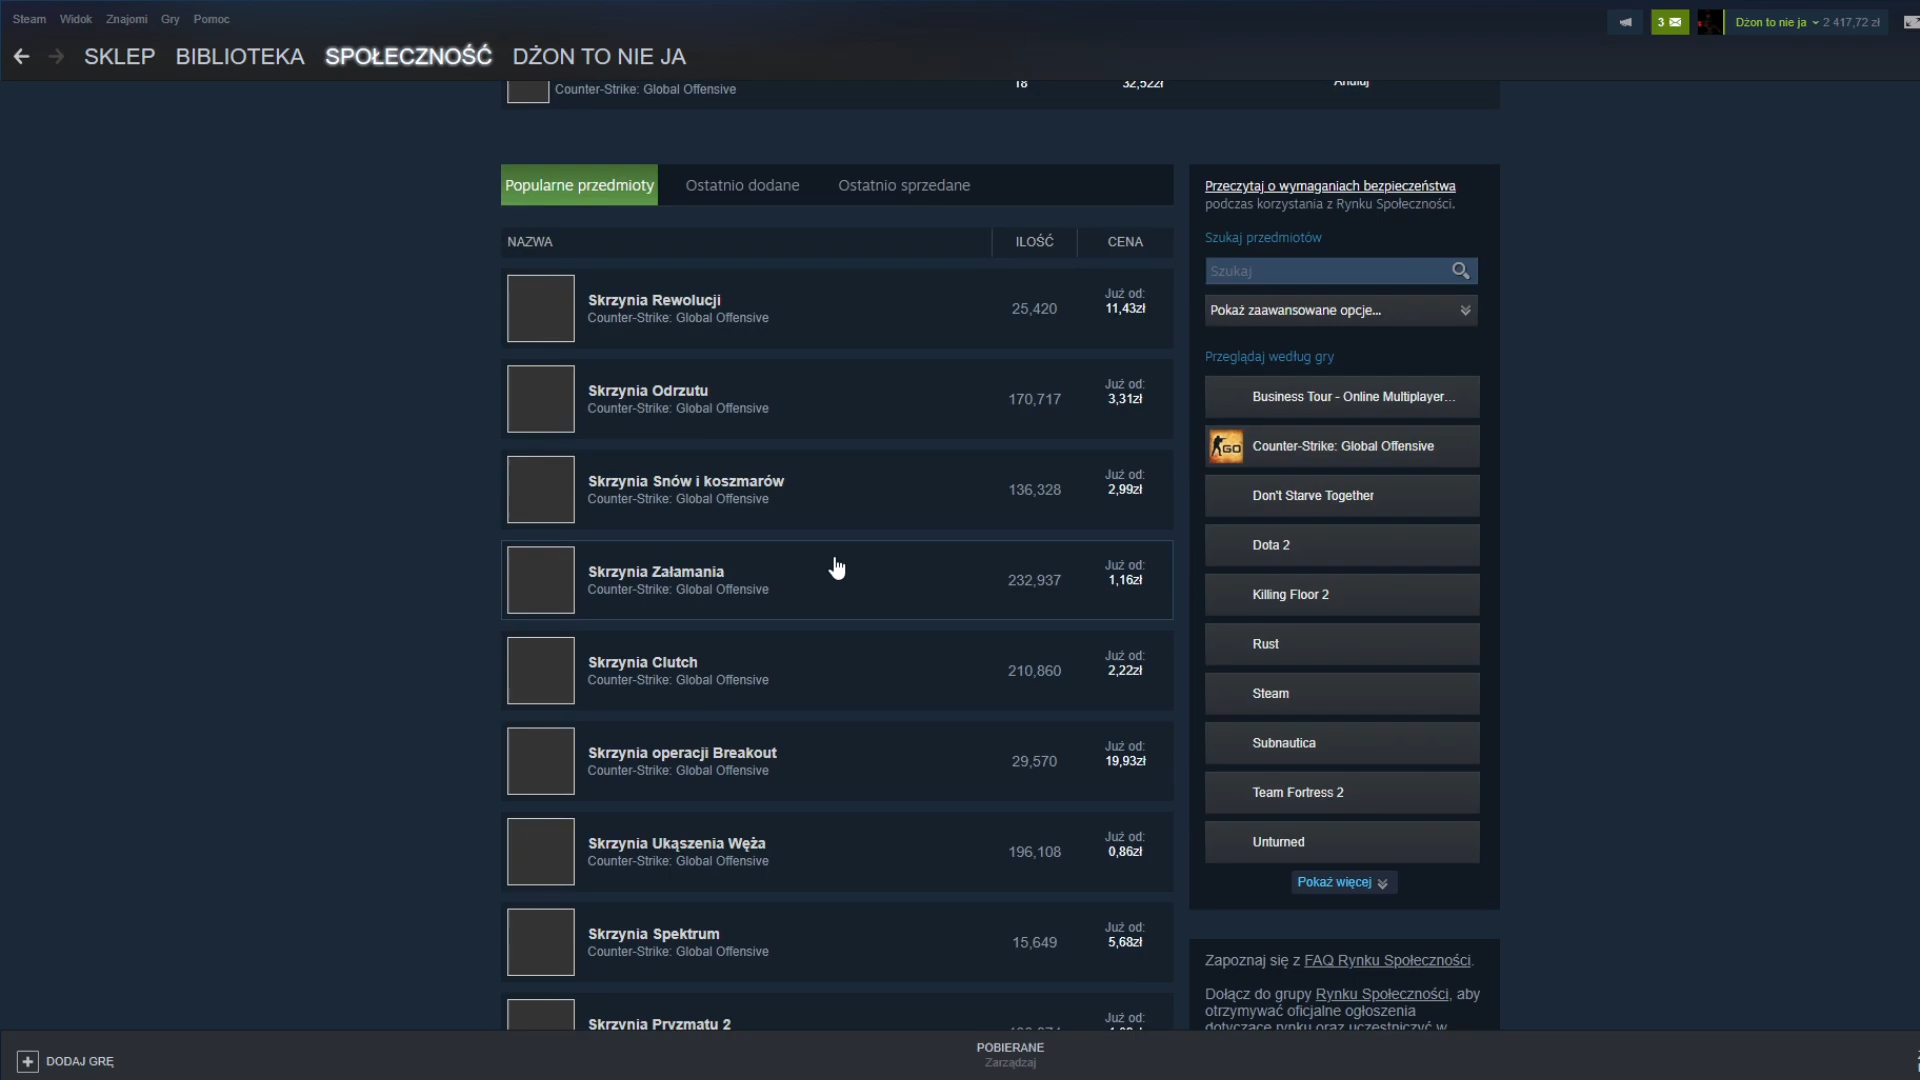 Steam Widok Znajomi Gry Pomoc
3 Dżon to nie ja 2 417,72 zł
SKLEP BIBLIOTEKA SPOŁECZNOŚĆ DŻON TO NIE JA
Counter-Strike: Global Offensive 18 32,52zł Anuluj
Popularne przedmioty Ostatnio dodane Ostatnio sprzedane
NAZWA ILOŚĆ CENA
Skrzynia Rewolucji
Counter-Strike: Global Offensive
25,420
Już od:
11,43zł
Skrzynia Odrzutu
Counter-Strike: Global Offensive
170,717
Już od:
3,31zł
Skrzynia Snów i koszmarów
Counter-Strike: Global Offensive
136,328
Już od:
2,99zł
Skrzynia Załamania
Counter-Strike: Global Offensive
232,937
Już od:
1,16zł
Skrzynia Clutch
Counter-Strike: Global Offensive
210,860
Już od:
2,22zł
Skrzynia operacji Breakout
Counter-Strike: Global Offensive
29,570
Już od:
19,93zł
Skrzynia Ukąszenia Węża
Counter-Strike: Global Offensive
196,108
Już od:
0,86zł
Skrzynia Spektrum
Counter-Strike: Global Offensive
15,649
Już od:
5,68zł
Skrzynia Pryzmatu 2
Już od:
Przeczytaj o wymaganiach bezpieczeństwa
podczas korzystania z Rynku Społeczności.
Szukaj przedmiotów
Szukaj
Pokaż zaawansowane opcje...
Przeglądaj według gry
Business Tour - Online Multiplayer...
GO Counter-Strike: Global Offensive
Don't Starve Together
Dota 2
Killing Floor 2
Rust
Steam
Subnautica
Team Fortress 2
Unturned
Pokaż więcej
Zapoznaj się z FAQ Rynku Społeczności.
Dołącz do grupy Rynku Społeczności, aby
otrzymywać oficjalne ogłoszenia
dotyczące rynku oraz uczestniczyć w
DODAJ GRĘ
POBIERANE
Zarządzaj